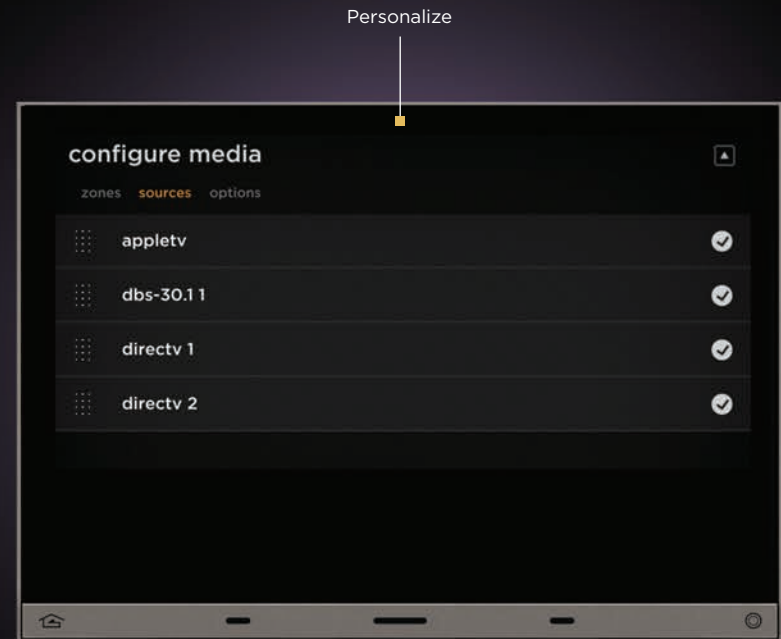 Personalize
configure media
zones sources options
appletv
dbs-30.1 1
directv 1
directv 2